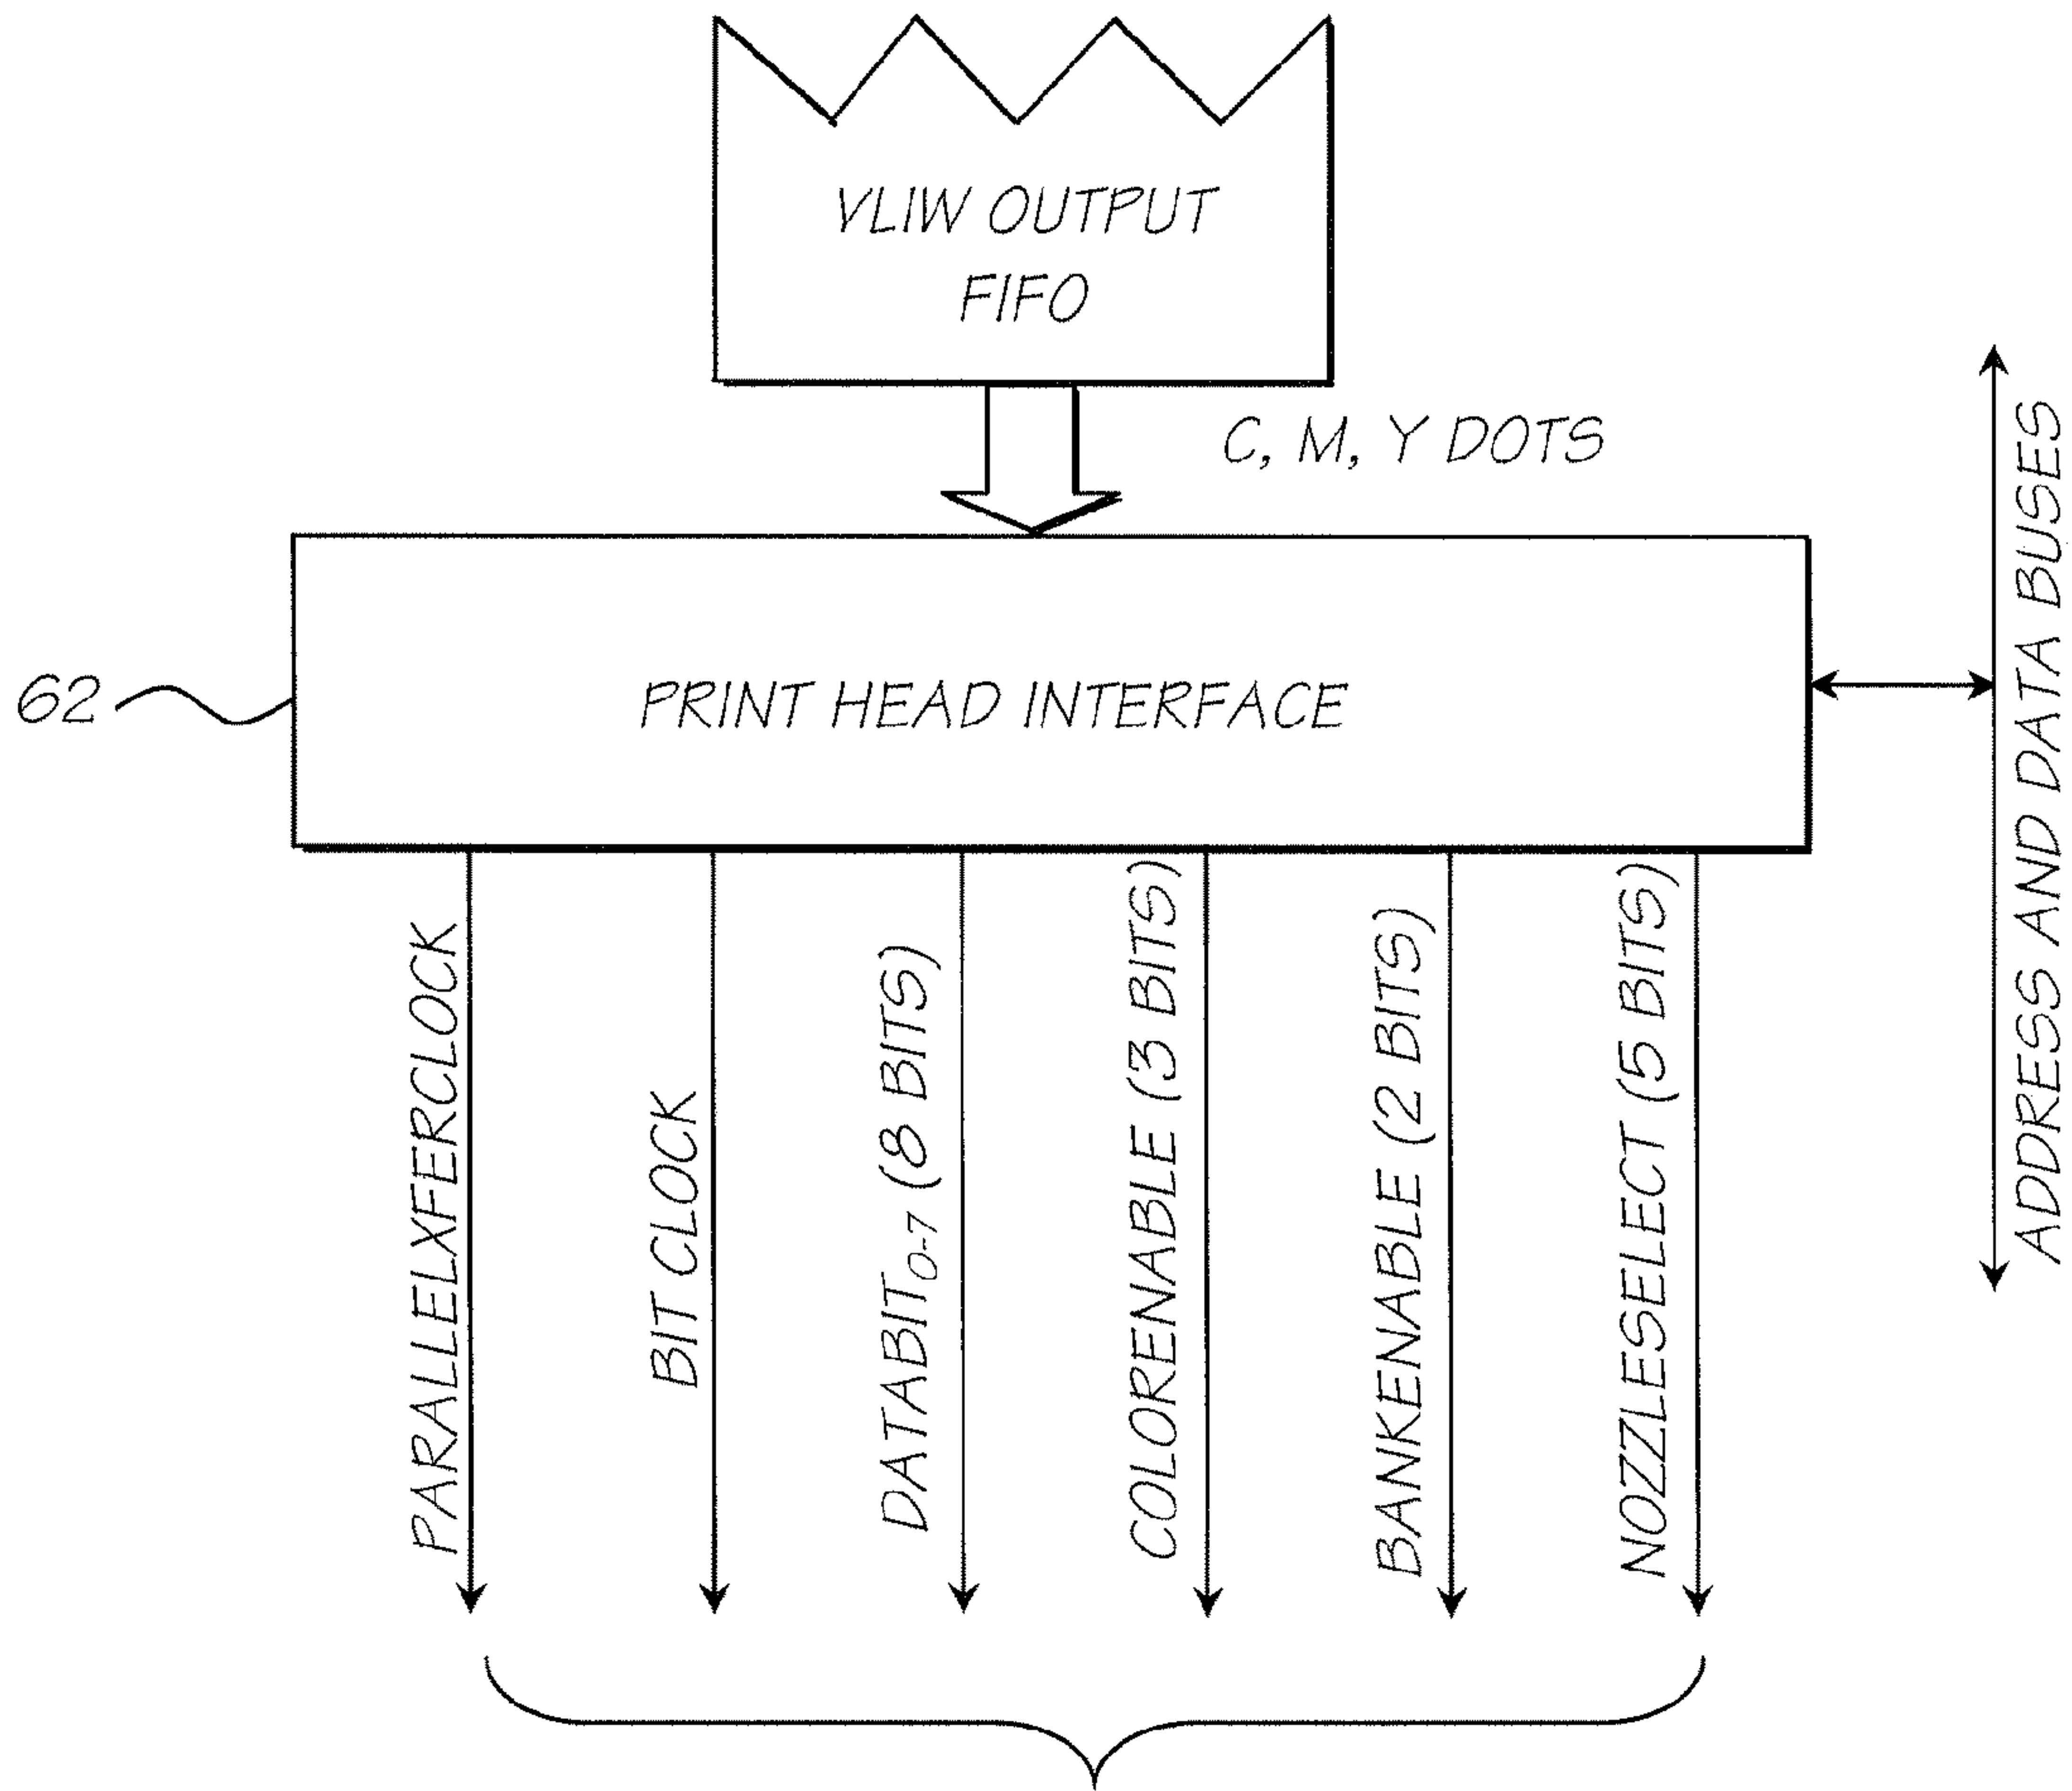 VLIW OUTPUT
FIFO
C, M, Y DOTS
62
PRINT HEAD INTERFACE
ADDRESS AND DATA BUSES
PARALLELXFERCLOCK
BIT CLOCK
DATABIT0-7 (8 BITS)
COLORENABLE (3 BITS)
BANKENABLE (2 BITS)
NOZZLESELECT (5 BITS)